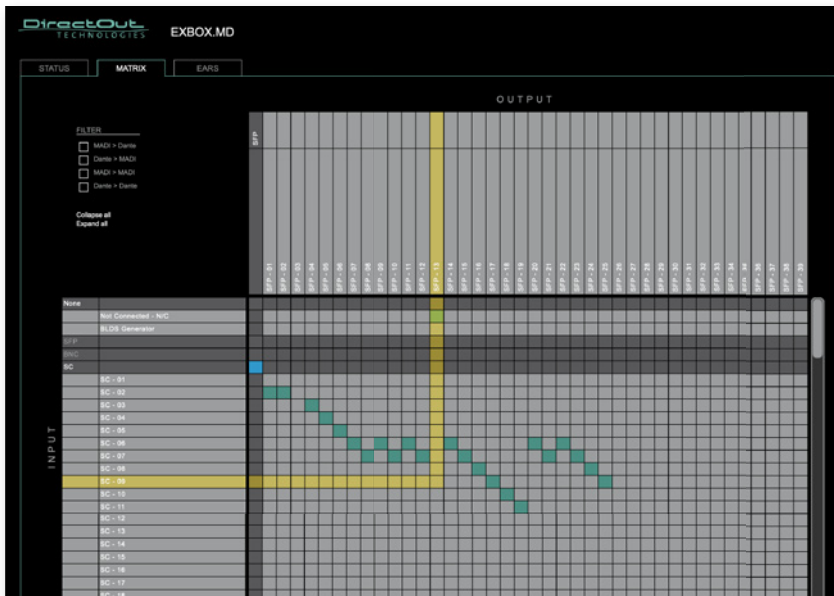 DirectOut
TECHNOLOGIES
EXBOX.MD
STATUS
MATRIX
EARS
OUTPUT
FILTER
MADI > Dante
Dante > MADI
MADI > MADI
Dante > Dante
Collapse all
Expand all
SFP
SFP - 01
SFP - 02
SFP - 03
SFP - 04
SFP - 05
SFP - 06
SFP - 07
SFP - 08
SFP - 09
SFP - 10
SFP - 11
SFP - 12
SFP - 13
SFP - 14
SFP - 15
SFP - 16
SFP - 17
SFP - 18
SFP - 19
SFP - 20
SFP - 21
SFP - 22
SFP - 23
SFP - 24
SFP - 25
SFP - 26
SFP - 27
SFP - 28
SFP - 29
SFP - 30
SFP - 31
SFP - 32
SFP - 33
SFP - 34
SFP - 36
SFP - 37
SFP - 38
SFP - 39
INPUT
None
Not Connected - N/C
BLDS Generator
SFP
BNC
SC
SC - 01
SC - 02
SC - 03
SC - 04
SC - 05
SC - 06
SC - 07
SC - 08
SC - 09
SC - 10
SC - 11
SC - 12
SC - 13
SC - 14
SC - 15
SC - 16
SC - 17